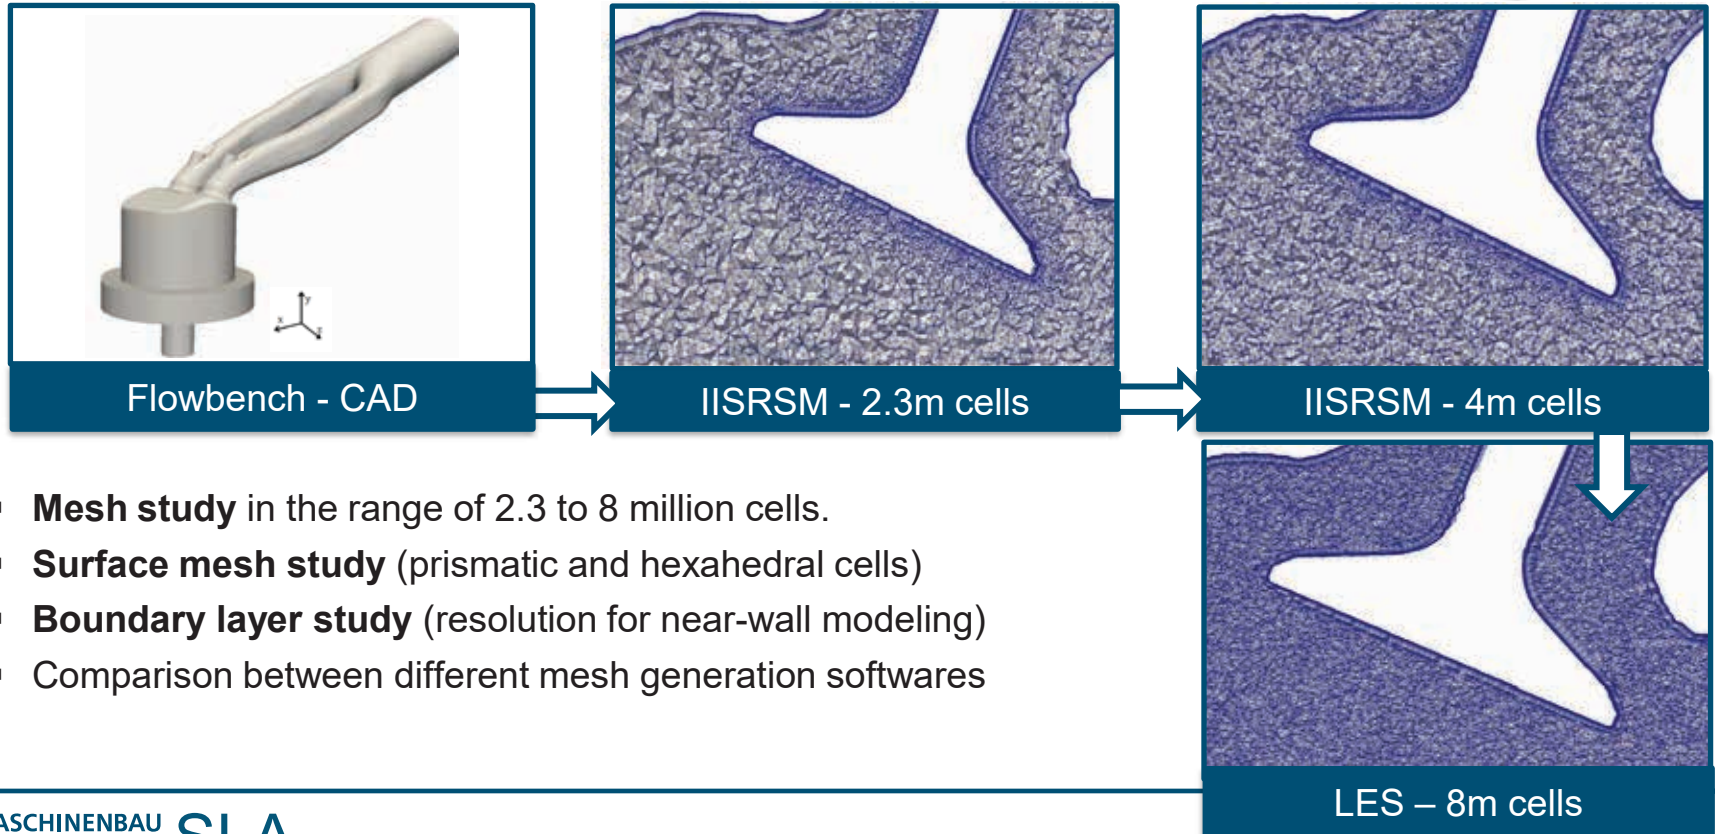 Flowbench - CAD
IISRSM - 2.3m cells
IISRSM - 4m cells
Mesh study in the range of 2.3 to 8 million cells.
Surface mesh study (prismatic and hexahedral cells)
Boundary layer study (resolution for near-wall modeling)
Comparison between different mesh generation softwares
LES – 8m cells
ASCHINENBAU
y
x
z